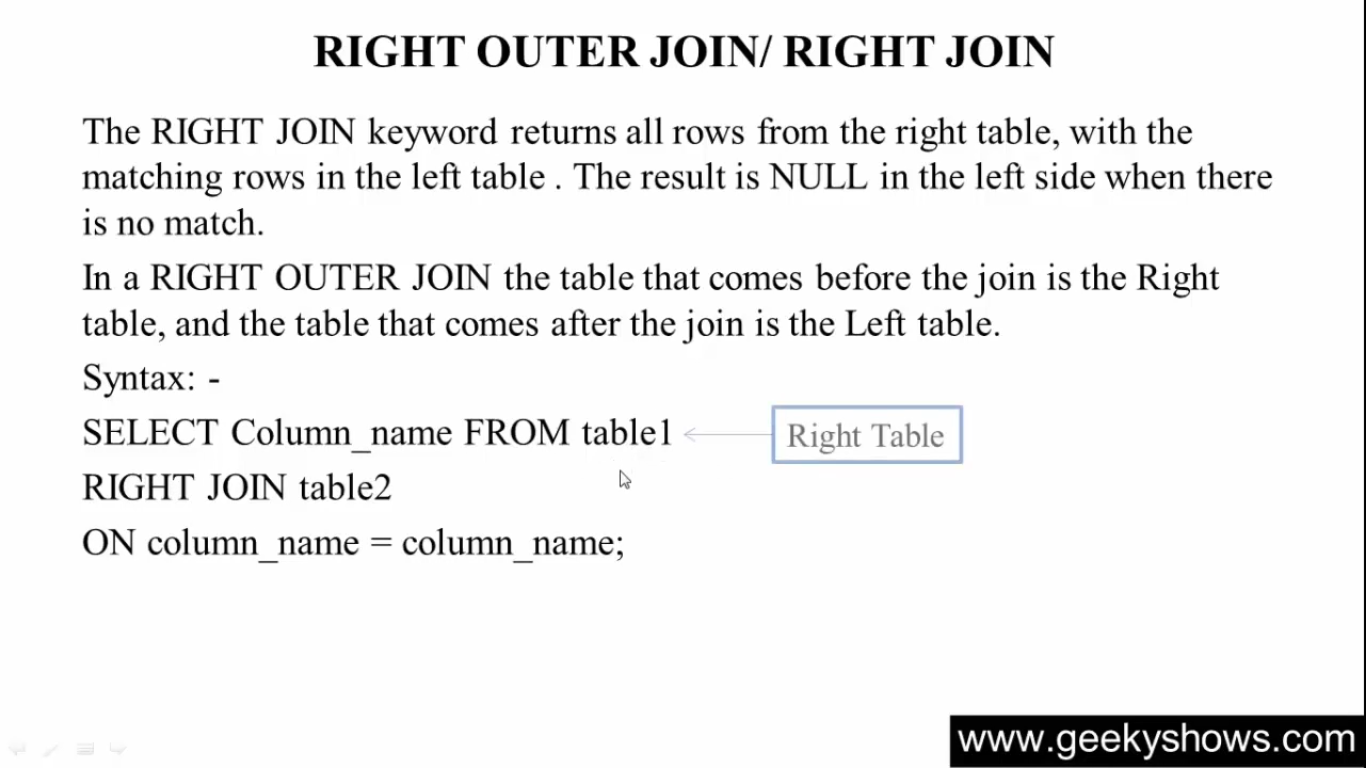 RIGHT OUTER JOIN/ RIGHT JOIN
The RIGHT JOIN keyword returns all rows from the right table, with the
matching rows in the left table . The result is NULL in the left side when there
is no match.
In a RIGHT OUTER JOIN the table that comes before the join is the Right
table, and the table that comes after the join is the Left table.
Syntax: -
SELECT Column_name FROM table1
Right Table
RIGHT JOIN table2
ON column_name = column_name;
www.geekyshows.com